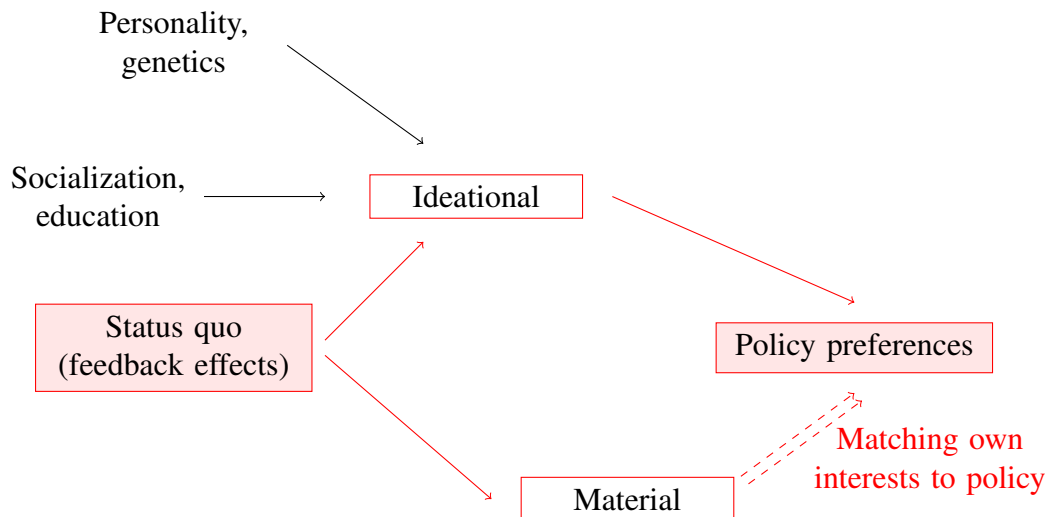 Personality,
genetics
Socialization,
education
Ideational
Status quo
(feedback effects)
Policy preferences
Matching own
interests to policy
Material